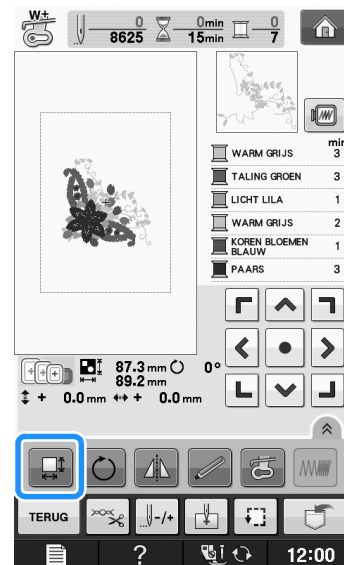 W+
0 0min 0
8625 15min 7
min
WARM GRIJS 3
TALING GROEN 3
LICHT LILA 1
WARM GRIJS 2
KOREN BLOEMEN
BLAUW 1
PAARS 3
87.3 mm 0°
89.2 mm
+ 0.0 mm + 0.0 mm
TERUG -/+
? 12:00